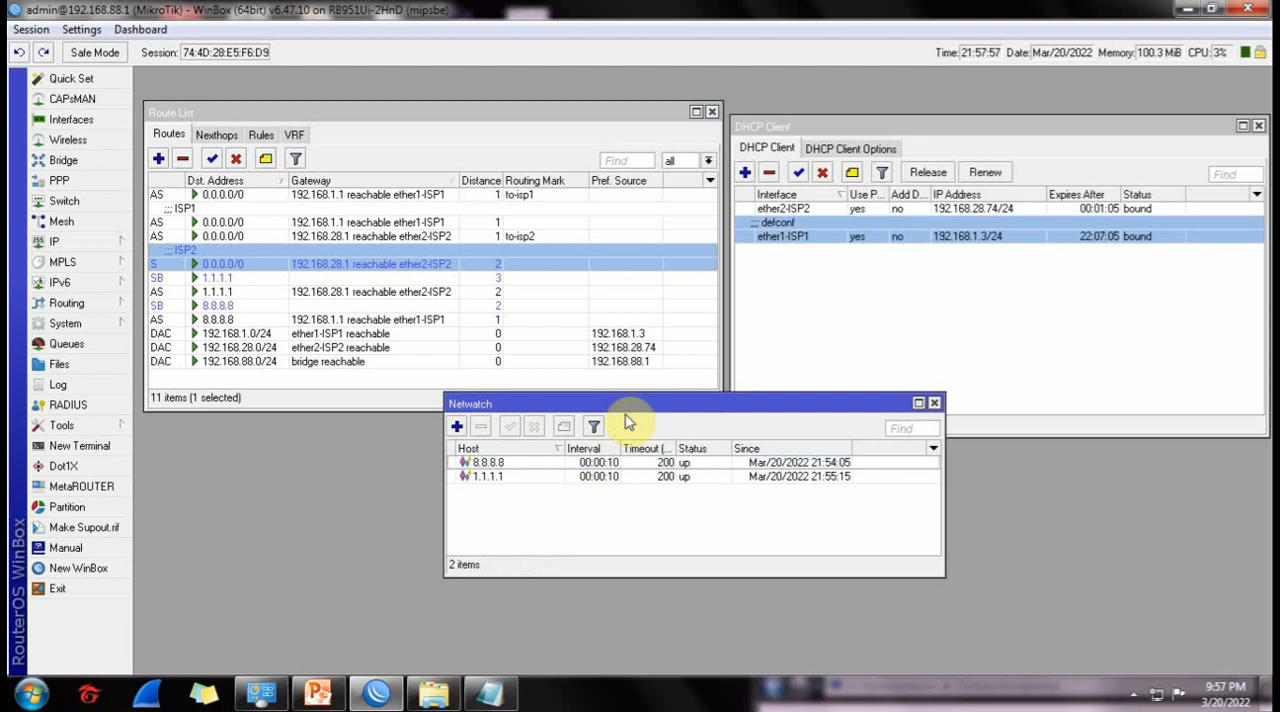 admin@192.168.88.1 (MikroTik) - WinBox (64bit) v6.47.10 on RB951Ui-2HnD (mipsbe)
Session Settings Dashboard
Safe Mode Session: 74:4D:28:E5:F6:D9 Time: 21:57:57 Date: Mar/20/2022 Memory: 100.3 MiB CPU: 3%
Quick Set
CAPsMAN
Interfaces
Wireless
Bridge
PPP
Switch
Mesh
IP
MPLS
IPv6
Routing
System
Queues
Files
Log
RADIUS
Tools
New Terminal
Dot1X
MetaROUTER
Partition
Make Supout.rif
Manual
New WinBox
Exit
RouterOS WinBox
Route List
Routes Nexthops Rules VRF
Find all
Dst. Address Gateway Distance Routing Mark Pref. Source
AS 0.0.0.0/0 192.168.1.1 reachable ether1-ISP1 1 to-isp1
;;; ISP1
AS 0.0.0.0/0 192.168.1.1 reachable ether1-ISP1 1
AS 0.0.0.0/0 192.168.28.1 reachable ether2-ISP2 1 to-isp2
;;; ISP2
S 0.0.0.0/0 192.168.28.1 reachable ether2-ISP2 2
SB 1.1.1.1 3
AS 1.1.1.1 192.168.28.1 reachable ether2-ISP2 2
SB 8.8.8.8 2
AS 8.8.8.8 192.168.1.1 reachable ether1-ISP1 1
DAC 192.168.1.0/24 ether1-ISP1 reachable 0 192.168.1.3
DAC 192.168.28.0/24 ether2-ISP2 reachable 0 192.168.28.74
DAC 192.168.88.0/24 bridge reachable 0 192.168.88.1
11 items (1 selected)
DHCP Client
DHCP Client DHCP Client Options
Release Renew Find
Interface Use P... Add D... IP Address Expires After Status
ether2-ISP2 yes no 192.168.28.74/24 00:01:05 bound
;;; defconf
ether1-ISP1 yes no 192.168.1.3/24 22:07:05 bound
Netwatch
Find
Host Interval Timeout (... Status Since
8.8.8.8 00:00:10 200 up Mar/20/2022 21:54:05
1.1.1.1 00:00:10 200 up Mar/20/2022 21:55:15
2 items
9:57 PM
3/20/2022